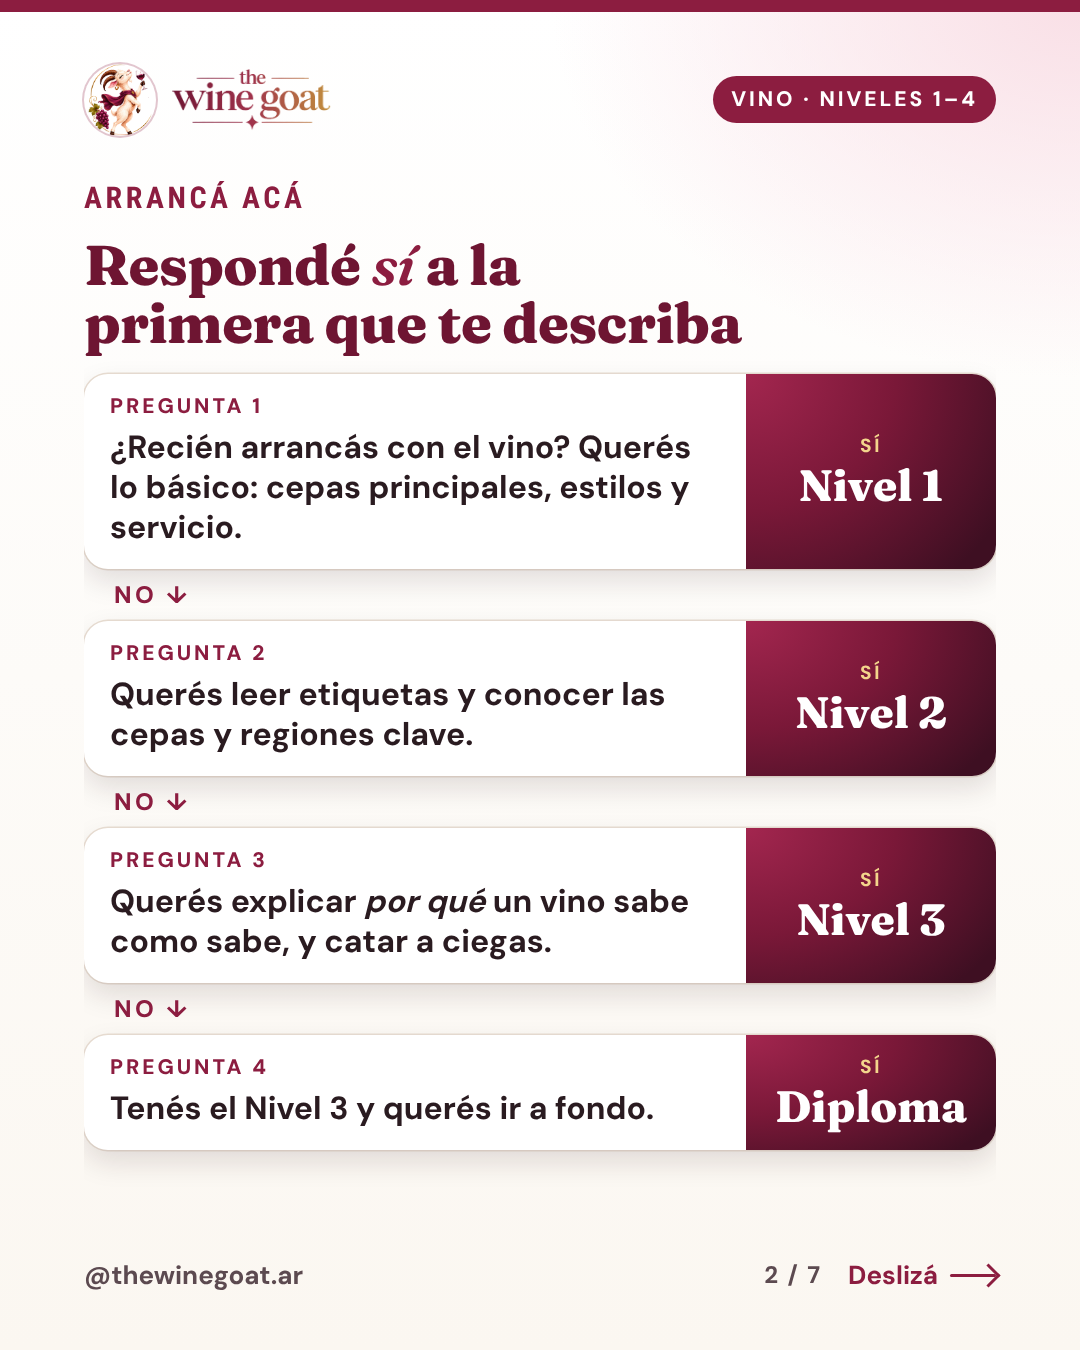 the
wine goat
VINO · NIVELES 1–4
ARRANCÁ ACÁ
Respondé sí a la
primera que te describa
PREGUNTA 1
¿Recién arrancás con el vino? Querés
lo básico: cepas principales, estilos y
servicio.
SÍ
Nivel 1
NO ↓
PREGUNTA 2
Querés leer etiquetas y conocer las
cepas y regiones clave.
SÍ
Nivel 2
NO ↓
PREGUNTA 3
Querés explicar por qué un vino sabe
como sabe, y catar a ciegas.
SÍ
Nivel 3
NO ↓
PREGUNTA 4
Tenés el Nivel 3 y querés ir a fondo.
SÍ
Diploma
@thewinegoat.ar
2 / 7 Deslizá →